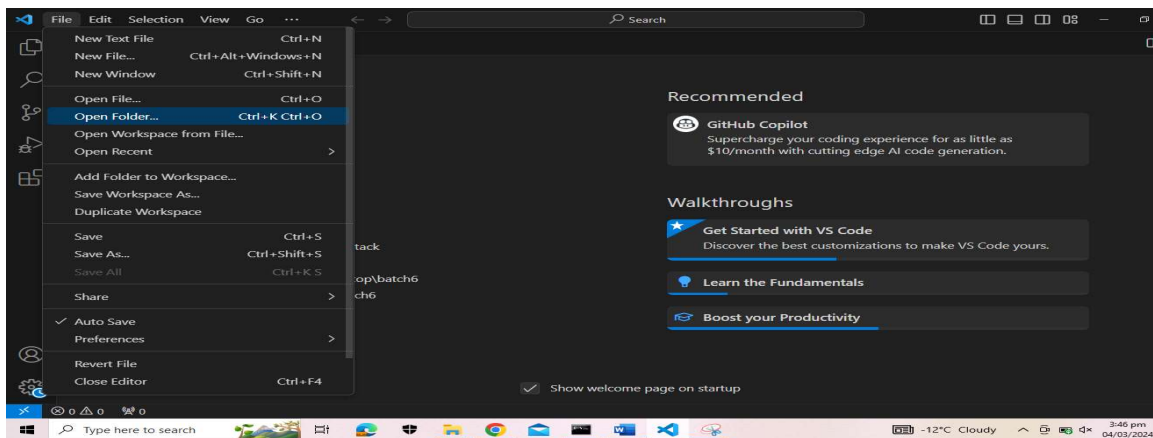 File Edit Selection View Go ... Search
New Text File Ctrl+N
New File... Ctrl+Alt+Windows+N
New Window Ctrl+Shift+N
Open File... Ctrl+O
Open Folder... Ctrl+K Ctrl+O
Open Workspace from File...
Open Recent >
Add Folder to Workspace...
Save Workspace As...
Duplicate Workspace
Save Ctrl+S
Save As... Ctrl+Shift+S
Save All Ctrl+K S
Share >
Auto Save
Preferences >
Revert File
Close Editor Ctrl+F4
tack
op\batch6
ch6
Recommended
GitHub Copilot
Supercharge your coding experience for as little as
$10/month with cutting edge AI code generation.
Walkthroughs
Get Started with VS Code
Discover the best customizations to make VS Code yours.
Learn the Fundamentals
Boost your Productivity
Show welcome page on startup
0 0 0
Type here to search -12°C Cloudy 3:46 pm
04/03/2024